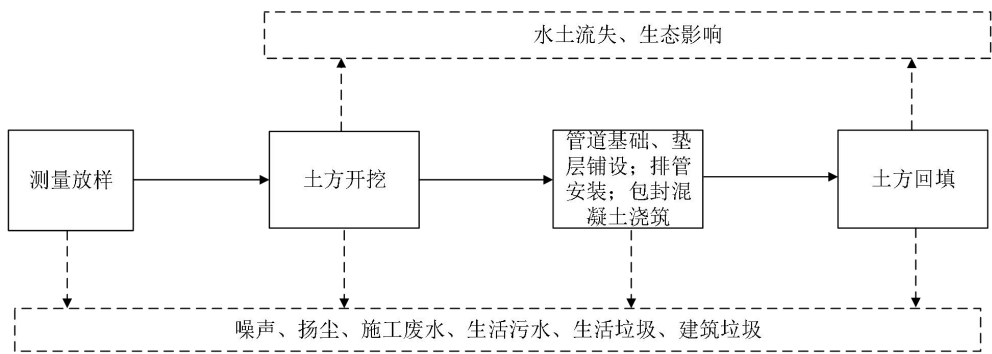 水土流失、生态影响
测量放样
土方开挖
管道基础、垫
层铺设；排管
安装；包封混
凝土浇筑
土方回填
噪声、扬尘、施工废水、生活污水、生活垃圾、建筑垃圾